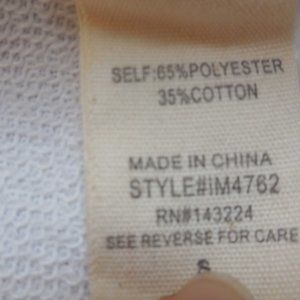 SELF:65%POLYESTER
35%COTTON
MADE IN CHINA
STYLE#IM4762
RN#143224
SEE REVERSE FOR CARE
S